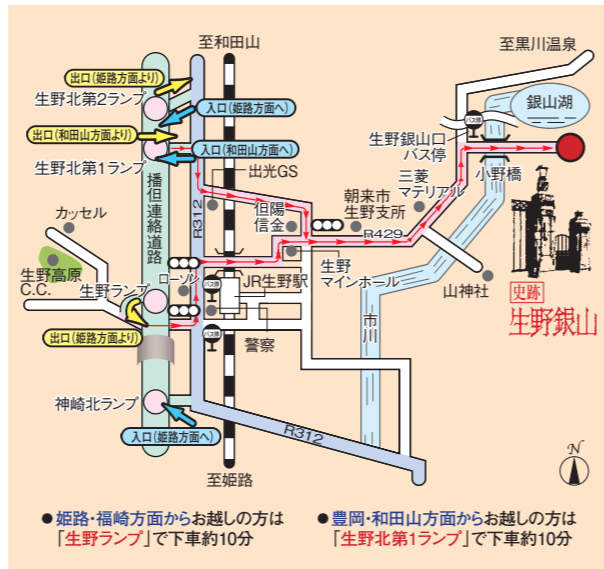 至和田山
至黒川温泉
出口(姫路方面より)
生野北第2ランプ
入口(姫路方面へ)
出口(和田山方面より)
生野北第1ランプ
入口(和田山方面へ)
銀山湖
バス停
生野銀山口
バス停
小野橋
三菱
マテリアル
出光GS
朝来市
生野支所
但陽
信金
播但連絡道路
R312
R429
カッセル
生野高原
C.C.
生野ランプ
ローソン
バス停
JR生野駅
生野
マインホール
山神社
史跡
生野銀山
出口(姫路方面より)
バス停
警察
市川
神崎北ランプ
入口(姫路方面へ)
R312
至姫路
N
●姫路・福崎方面からお越しの方は
「生野ランプ」で下車約10分
●豊岡・和田山方面からお越しの方は
「生野北第1ランプ」で下車約10分